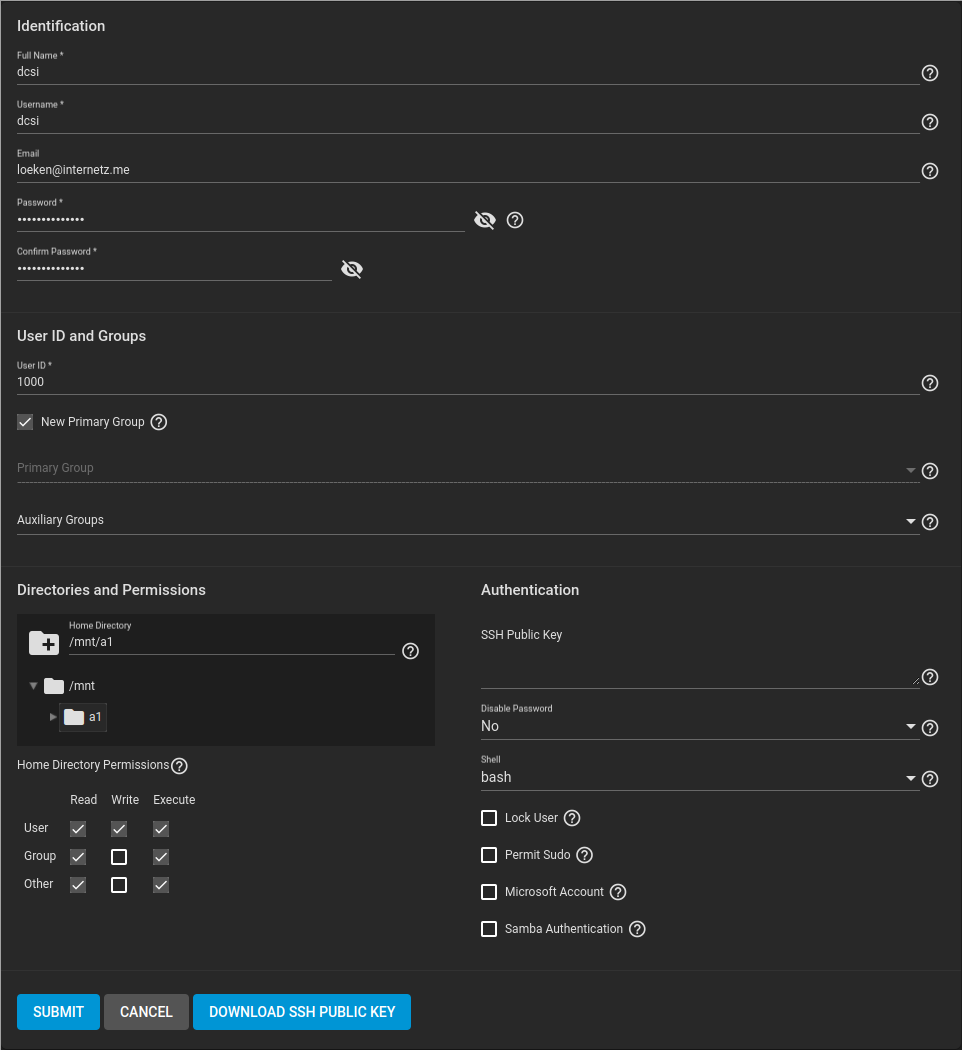 Identification
Full Name *
dcsi
Username *
dcsi
Email
loeken@internetz.me
Password *
••••••••••••••
Confirm Password *
••••••••••••••
User ID and Groups
User ID *
1000
New Primary Group
Primary Group
Auxiliary Groups
Directories and Permissions
Home Directory
/mnt/a1
/mnt
a1
Home Directory Permissions
Read Write Execute
User
Group
Other
Authentication
SSH Public Key
Disable Password
No
Shell
bash
Lock User
Permit Sudo
Microsoft Account
Samba Authentication
SUBMIT CANCEL DOWNLOAD SSH PUBLIC KEY